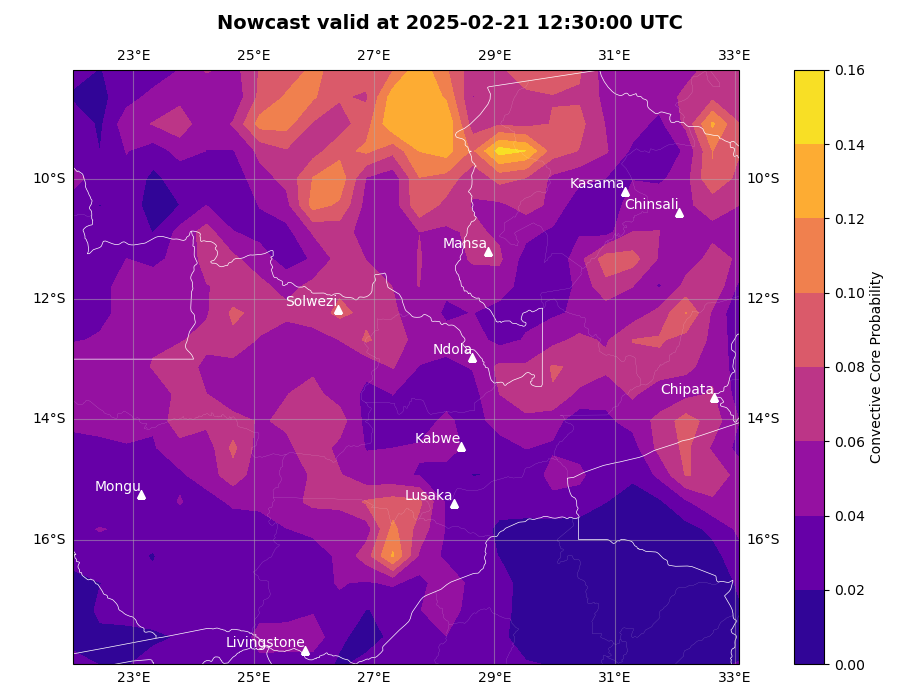 Nowcast valid at 2025-02-21 12:30:00 UTC
23°E 25°E 27°E 29°E 31°E 33°E
0.16
0.14
0.12
0.10
0.08
0.06
0.04
0.02
0.00
Convective Core Probability
10°S 10°S
12°S 12°S
14°S 14°S
16°S 16°S
Kasama
Chinsali
Mansa
Solwezi
Ndola
Chipata
Kabwe
Mongu
Lusaka
Livingstone
23°E 25°E 27°E 29°E 31°E 33°E